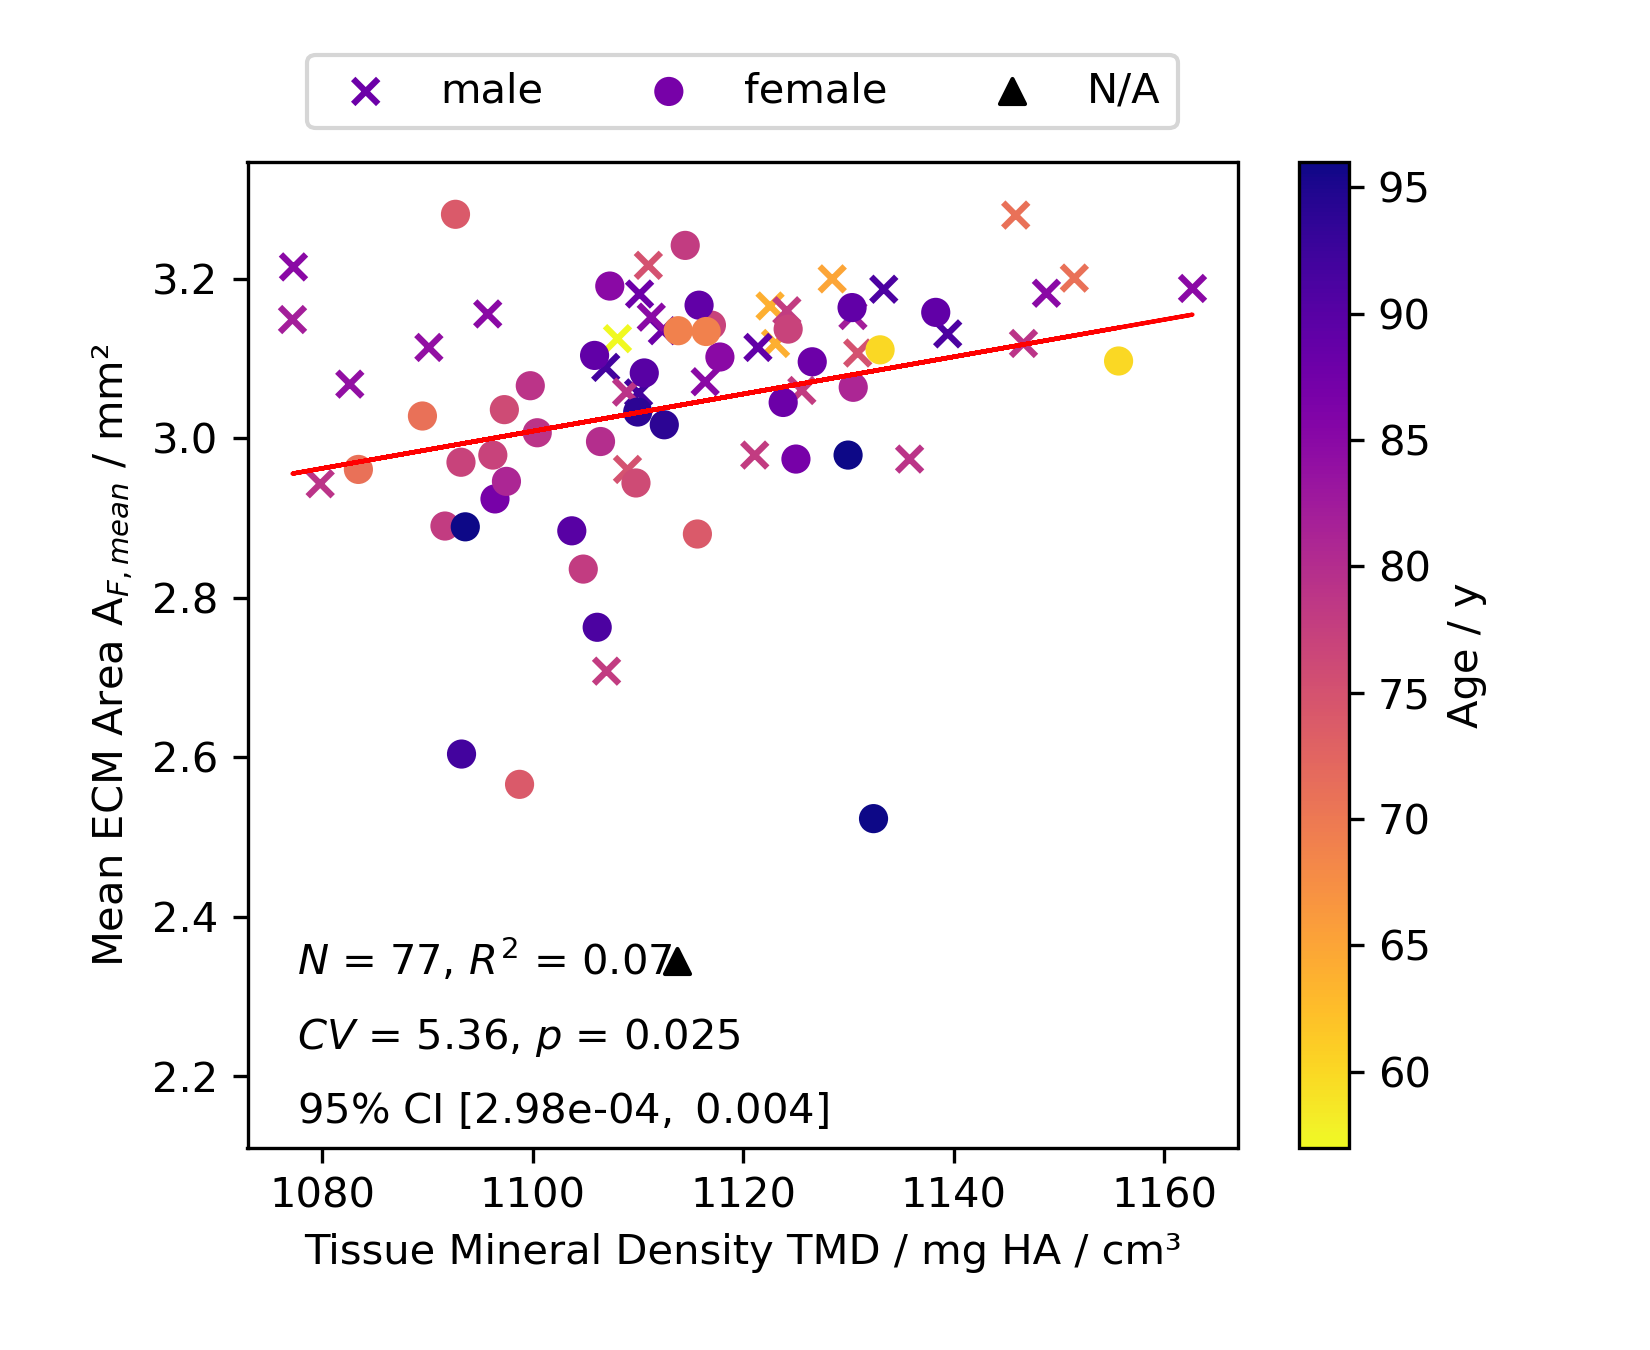 male female N/A
3.2
3.0
2.8
2.6
2.4
2.2
Mean ECM Area A_{F, mean} / mm²
N = 77, R² = 0.07
CV = 5.36, p = 0.025
95% CI [2.98e-04, 0.004]
1080 1100 1120 1140 1160
Tissue Mineral Density TMD / mg HA / cm³
95
90
85
80
75
70
65
60
Age / y